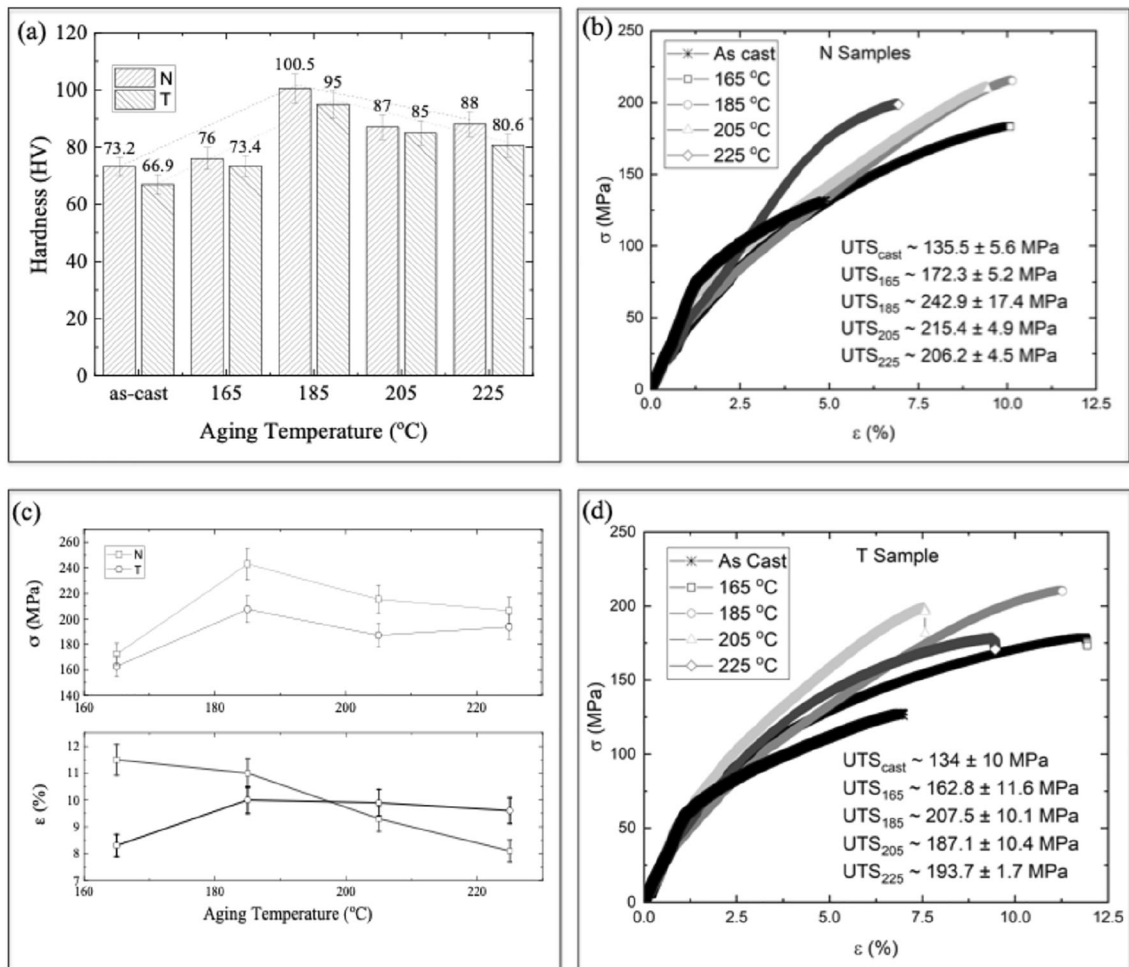 (a)
120
100
80
60
40
20
0
Hardness (HV)
N
T
73.2
66.9
76
73.4
100.5
95
87
85
88
80.6
as-cast 165 185 205 225
Aging Temperature (ºC)
(b)
N Samples
As cast
165 ºC
185 ºC
205 ºC
225 ºC
250
200
150
100
50
0
σ (MPa)
UTScast ~ 135.5 ± 5.6 MPa
UTS165 ~ 172.3 ± 5.2 MPa
UTS185 ~ 242.9 ± 17.4 MPa
UTS205 ~ 215.4 ± 4.9 MPa
UTS225 ~ 206.2 ± 4.5 MPa
0.0 2.5 5.0 7.5 10.0 12.5
ε (%)
(c)
N
T
260
240
220
200
180
160
140
σ (MPa)
160 180 200 220
12
11
10
9
8
7
ε (%)
160 180 200 220
Aging Temperature (ºC)
(d)
T Sample
As Cast
165 ºC
185 ºC
205 ºC
225 ºC
250
200
150
100
50
0
σ (MPa)
UTScast ~ 134 ± 10 MPa
UTS165 ~ 162.8 ± 11.6 MPa
UTS185 ~ 207.5 ± 10.1 MPa
UTS205 ~ 187.1 ± 10.4 MPa
UTS225 ~ 193.7 ± 1.7 MPa
0.0 2.5 5.0 7.5 10.0 12.5
ε (%)